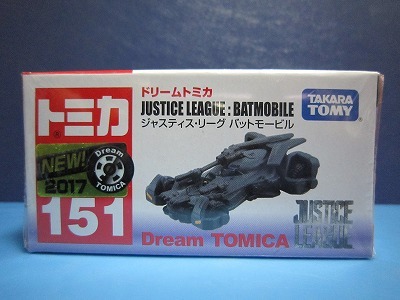 トミカ
NEW!
2017
Dream
TOMICA
151
ドリームトミカ
JUSTICE LEAGUE : BATMOBILE
ジャスティス・リーグ バットモービル
TAKARA
TOMY
Dream TOMICA
JUSTICE
LEAGUE